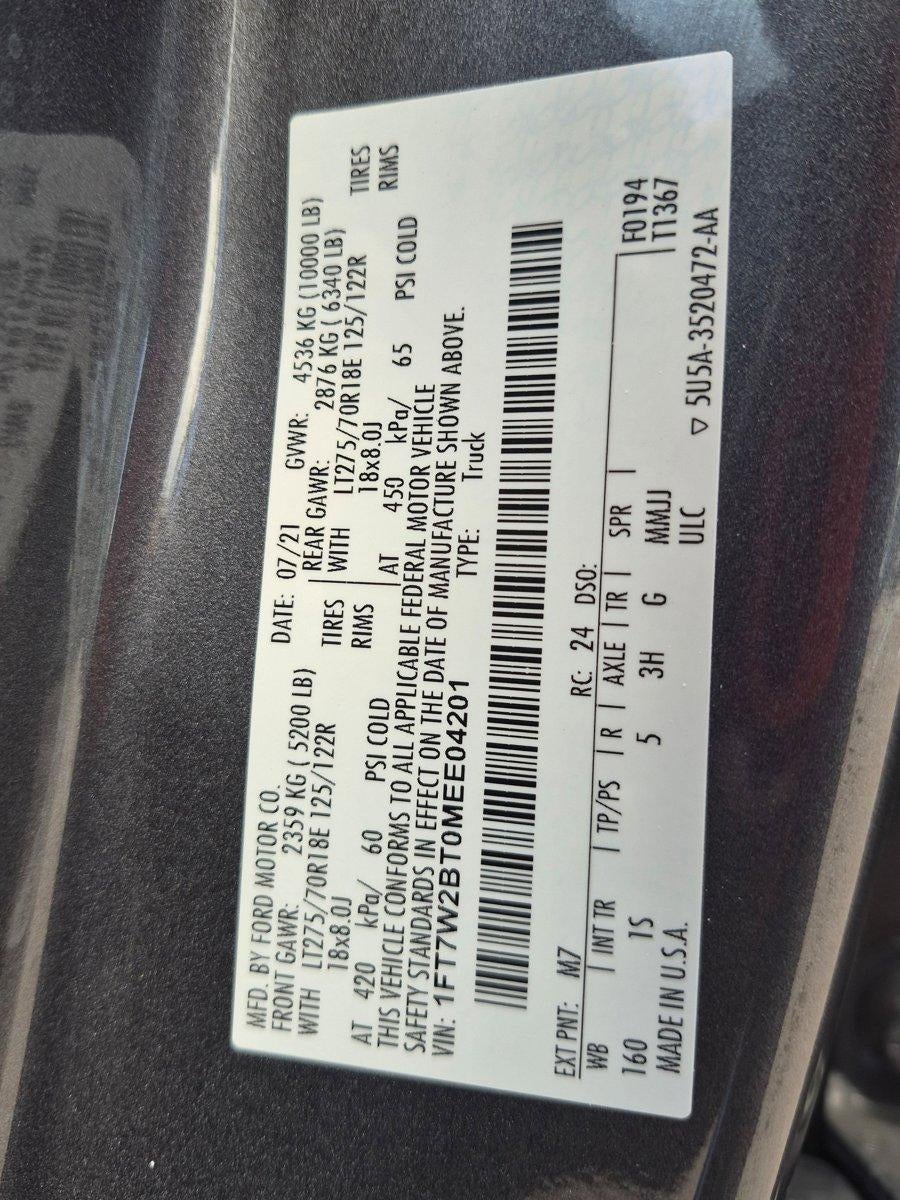 MFD. BY FORD MOTOR CO. DATE: 07/21 GVWR: 4536 KG (10000 LB)
FRONT GAWR: 2359 KG ( 5200 LB) REAR GAWR: 2876 KG ( 6340 LB)
WITH LT275/70R18E 125/122R TIRES WITH LT275/70R18E 125/122R TIRES
18x8.0J RIMS 18x8.0J RIMS
AT 420 kPa/ 60 PSI COLD AT 450 kPa/ 65 PSI COLD
THIS VEHICLE CONFORMS TO ALL APPLICABLE FEDERAL MOTOR VEHICLE
SAFETY STANDARDS IN EFFECT ON THE DATE OF MANUFACTURE SHOWN ABOVE.
VIN: 1FT7W2BT0MEE04201 TYPE: Truck
EXT PNT: M7 RC: 24 DSO:
WB | INT TR | TP/PS | R | AXLE | TR | SPR | F0194
160 1S 5 3H G MMJJ T1367
MADE IN U.S.A. ULC ▽ 5U5A-3520472-AA